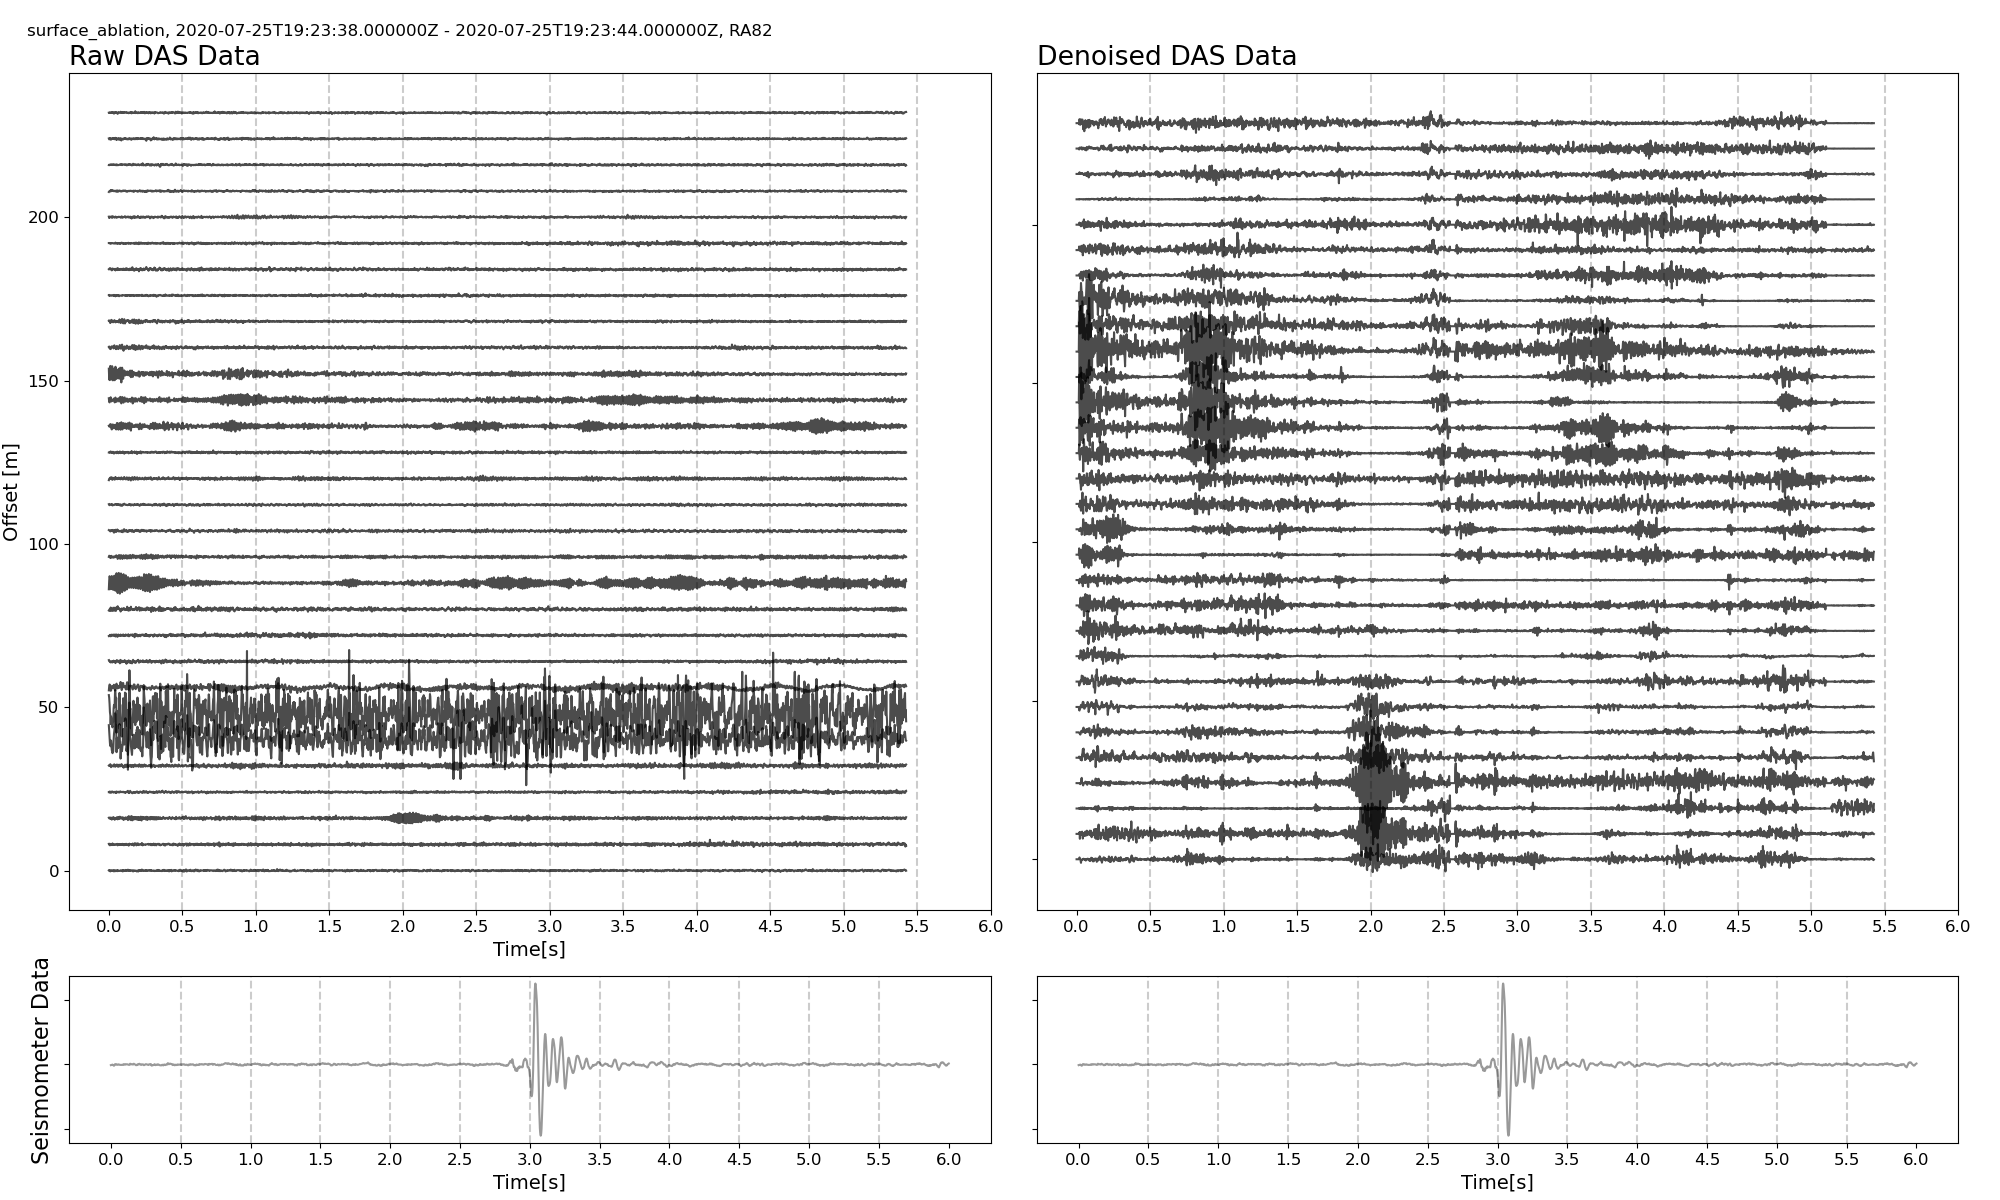 surface_ablation, 2020-07-25T19:23:38.000000Z - 2020-07-25T19:23:44.000000Z, RA82
Raw DAS Data
Denoised DAS Data
Offset [m]
200
150
100
50
0
0.0 0.5 1.0 1.5 2.0 2.5 3.0 3.5 4.0 4.5 5.0 5.5 6.0
Time[s]
0.0 0.5 1.0 1.5 2.0 2.5 3.0 3.5 4.0 4.5 5.0 5.5 6.0
Seismometer Data
0.0 0.5 1.0 1.5 2.0 2.5 3.0 3.5 4.0 4.5 5.0 5.5 6.0
Time[s]
0.0 0.5 1.0 1.5 2.0 2.5 3.0 3.5 4.0 4.5 5.0 5.5 6.0
Time[s]